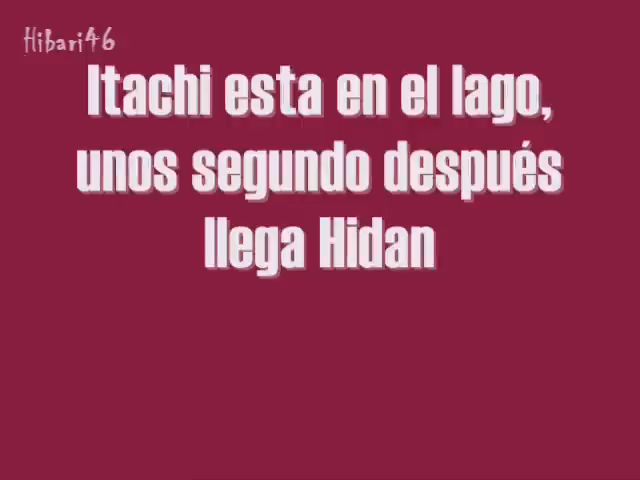 Hibari46
Itachi esta en el lago,
unos segundo después
llega Hidan